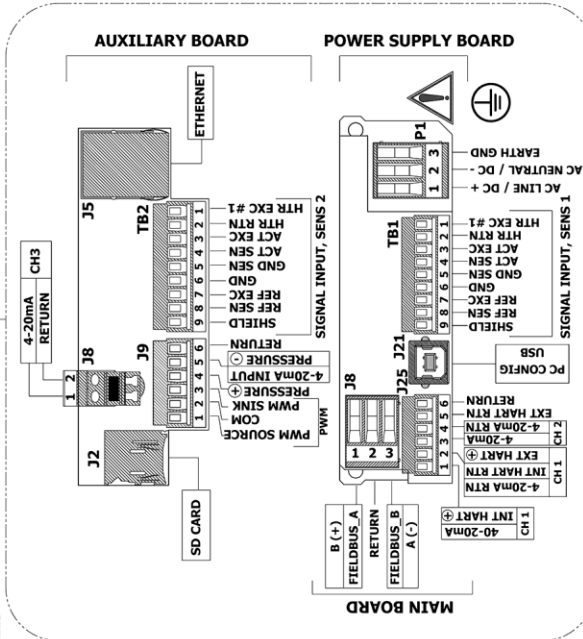 AUXILIARY BOARD
ETHERNET
J5
TB2
1 HTR EXC #1
2 HTR RTN
3 ACT EXC
4 ACT SEN
5 GND SEN
6 GND
7 REF EXC
8 REF SEN
9 SHIELD
SIGNAL INPUT, SENS 2
4-20mA
RETURN
CH3
J8
1 2
J9
6 5 4 3 2 1
RETURN
⊖ PRESSURE
4-20mA INPUT
⊕ PRESSURE
PWM SINK
COM
PWM SOURCE
PWM
J2
SD CARD
POWER SUPPLY BOARD
P1
3 EARTH GND
2 AC NEUTRAL / DC -
1 AC LINE / DC +
TB1
1 HTR EXC #1
2 HTR RTN
3 ACT EXC
4 ACT SEN
5 GND SEN
6 GND
7 REF EXC
8 REF SEN
9 SHIELD
SIGNAL INPUT, SENS 1
J21
PC CONFIG
USB
J25
6 5 4 3 2 1
RETURN
EXT HART RTN
4-20mA RTN
4-20mA
CH 2
EXT HART ⊕
INT HART RTN
4-20mA RTN
CH 1
40-20mA
INT HART ⊕
CH 1
J8
1 2 3
B (+)
FIELDBUS_A
RETURN
FIELDBUS_B
A (-)
MAIN BOARD